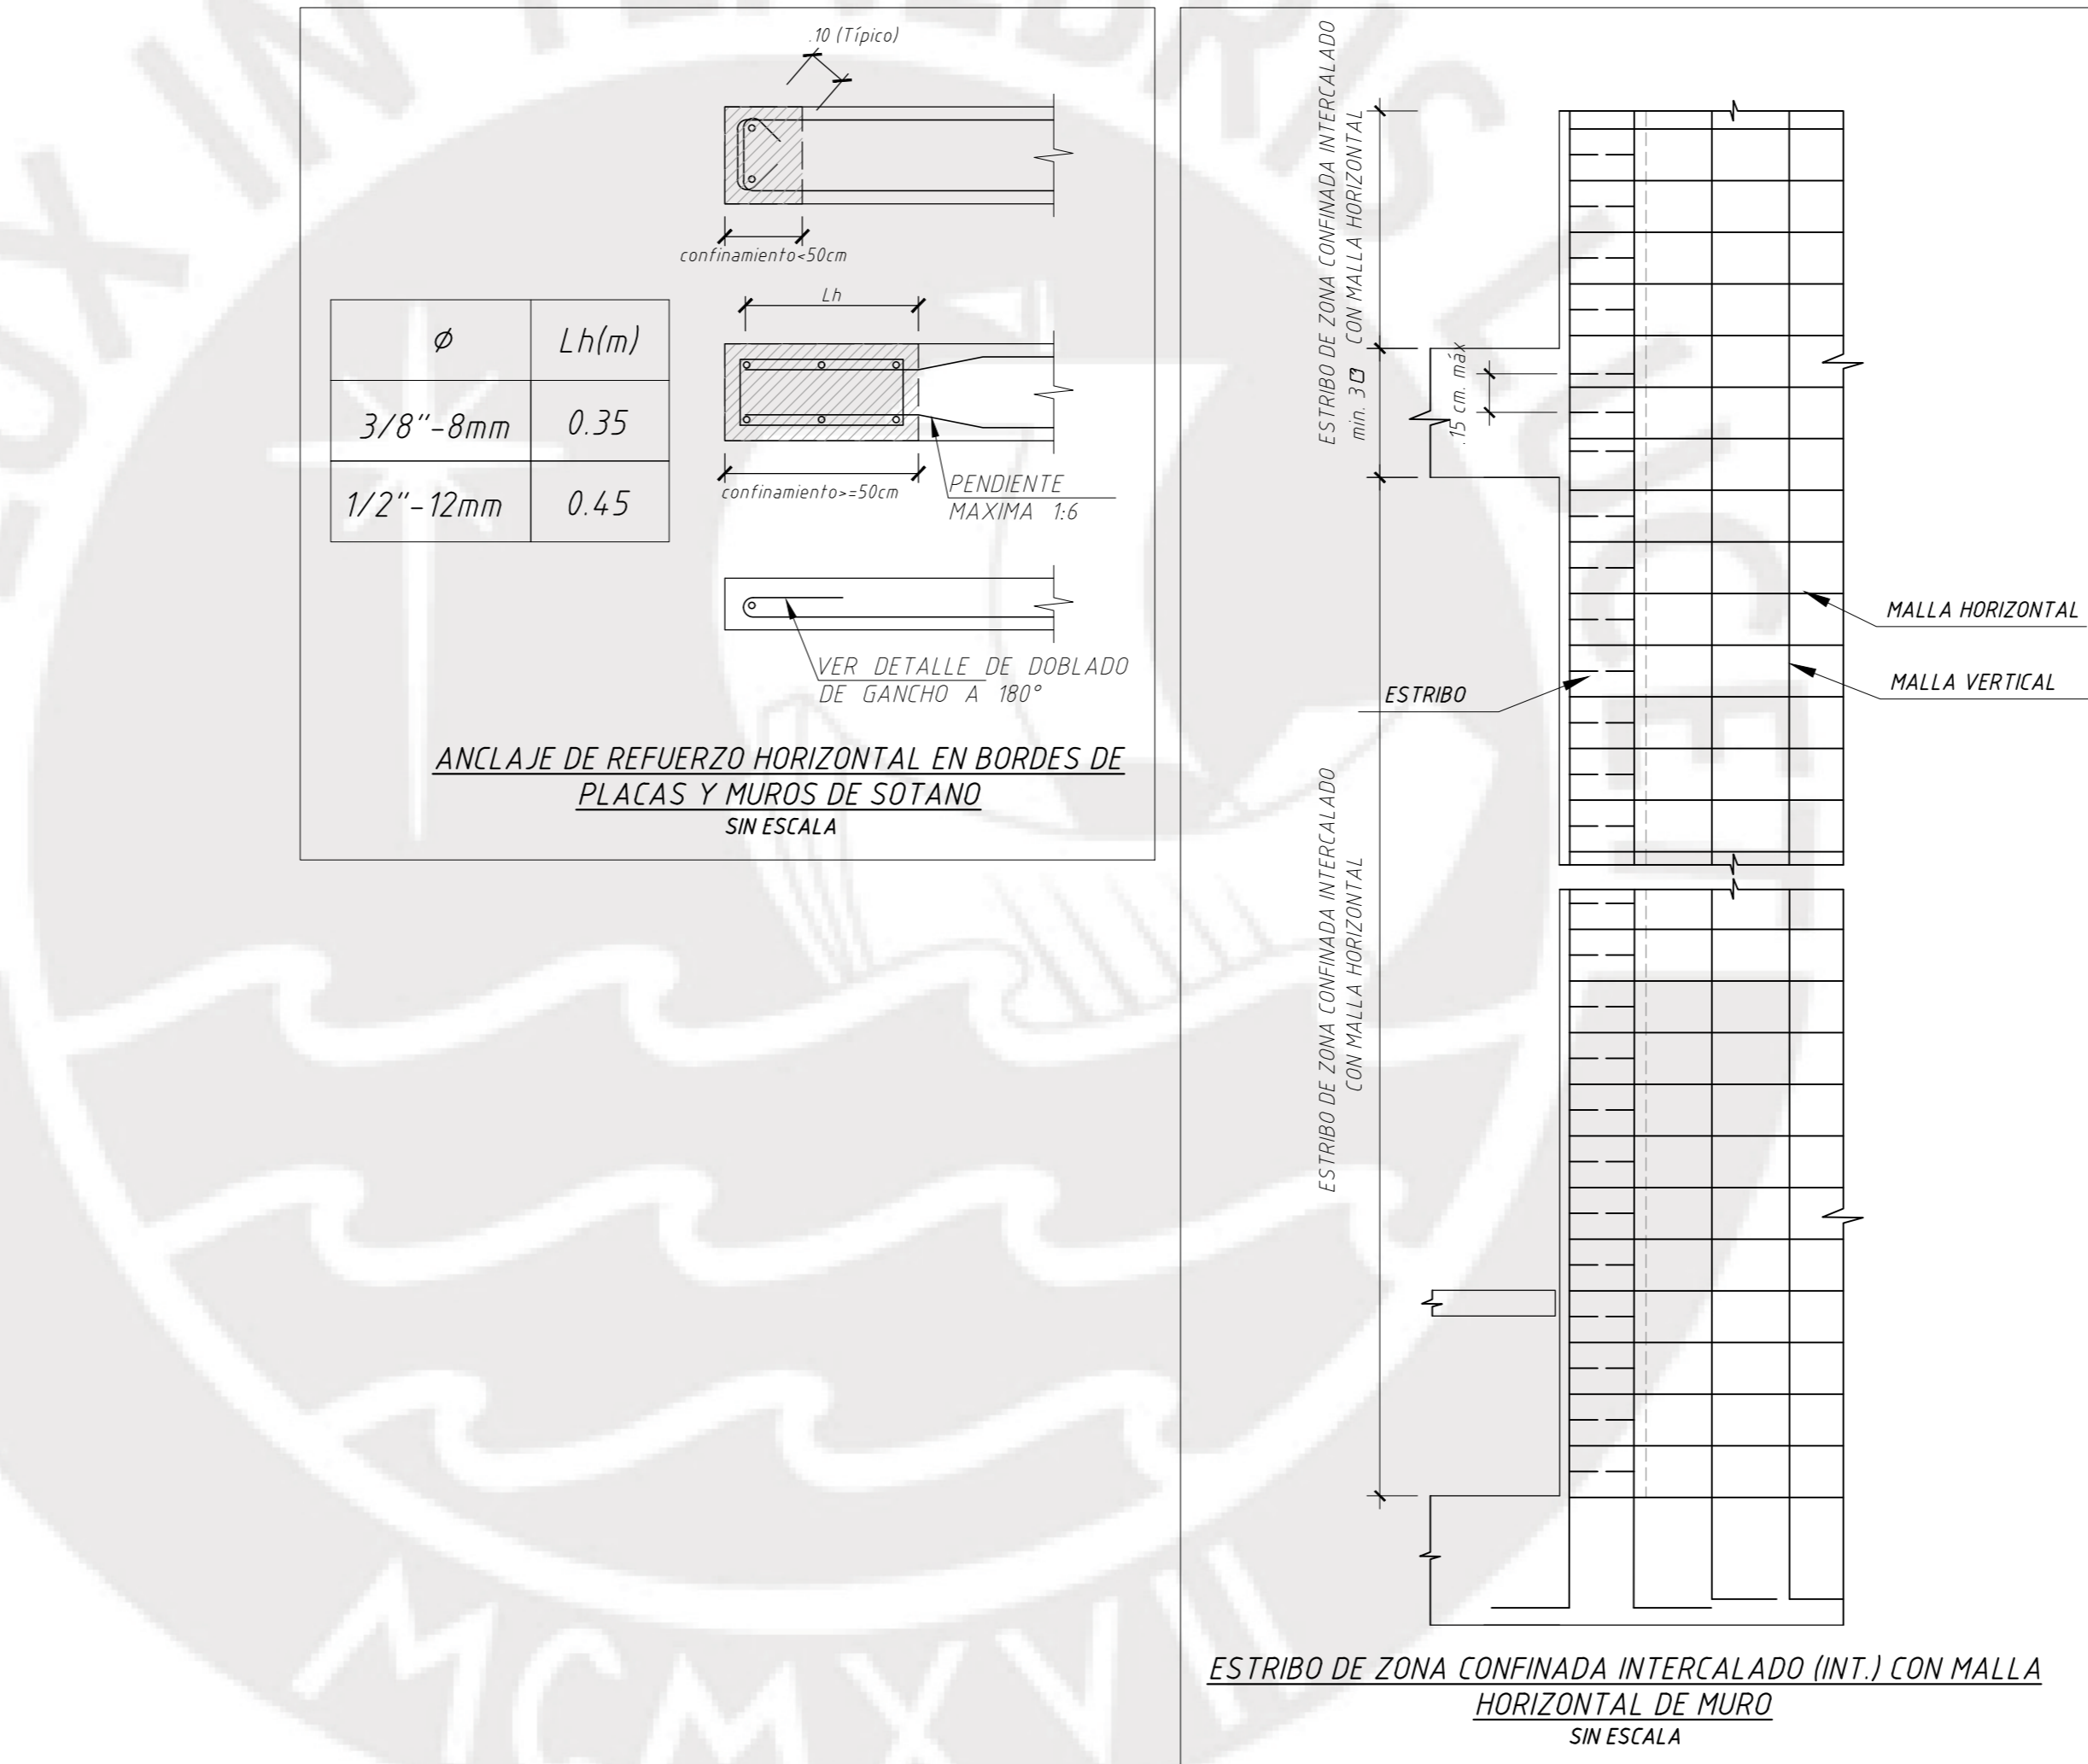 .10 (Típico)
confinamiento<50cm
Lh
Ø
Lh(m)
3/8"-8mm
0.35
1/2"-12mm
0.45
confinamiento>=50cm
PENDIENTE
MAXIMA 1:6
VER DETALLE DE DOBLADO
DE GANCHO A 180°
ANCLAJE DE REFUERZO HORIZONTAL EN BORDES DE
PLACAS Y MUROS DE SOTANO
SIN ESCALA
ESTRIBO DE ZONA CONFINADA INTERCALADO
CON MALLA HORIZONTAL
min. 3
.15 cm. máx
MALLA HORIZONTAL
MALLA VERTICAL
ESTRIBO
ESTRIBO DE ZONA CONFINADA INTERCALADO
CON MALLA HORIZONTAL
ESTRIBO DE ZONA CONFINADA INTERCALADO (INT.) CON MALLA
HORIZONTAL DE MURO
SIN ESCALA
MCMXVII